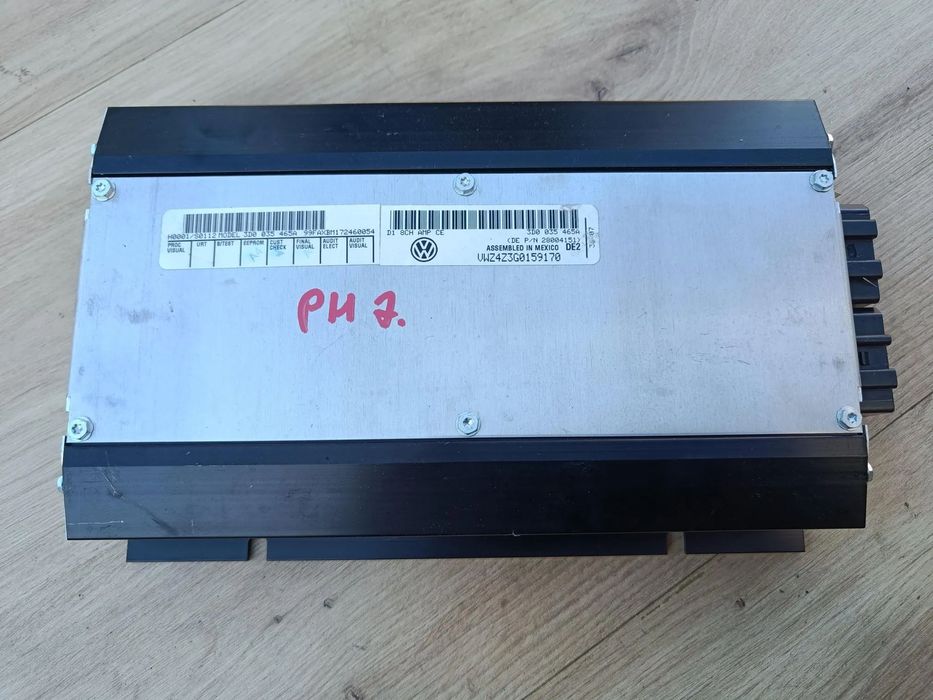 H0001/S0112 MODEL 3D0 035 465A 99FAXBM172460054
PROC VISUAL
URT
B/TEST
EEPROM
CUST CHECK
FINAL VISUAL
AUDIT ELECT
AUDIT VISUAL
D1 8CH AMP CE 3D0 035 465A
(DE P/N 28004151)
ASSEMBLED IN MEXICO DE2
VWZ4Z3G0159170
PH 7.